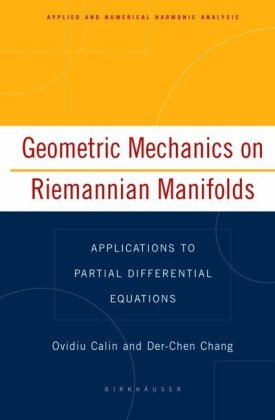 APPLIED AND NUMERICAL HARMONIC ANALYSIS
Geometric Mechanics on
Riemannian Manifolds
APPLICATIONS TO
PARTIAL DIFFERENTIAL
EQUATIONS
Ovidiu Calin and Der-Chen Chang
BIRKHÄUSER